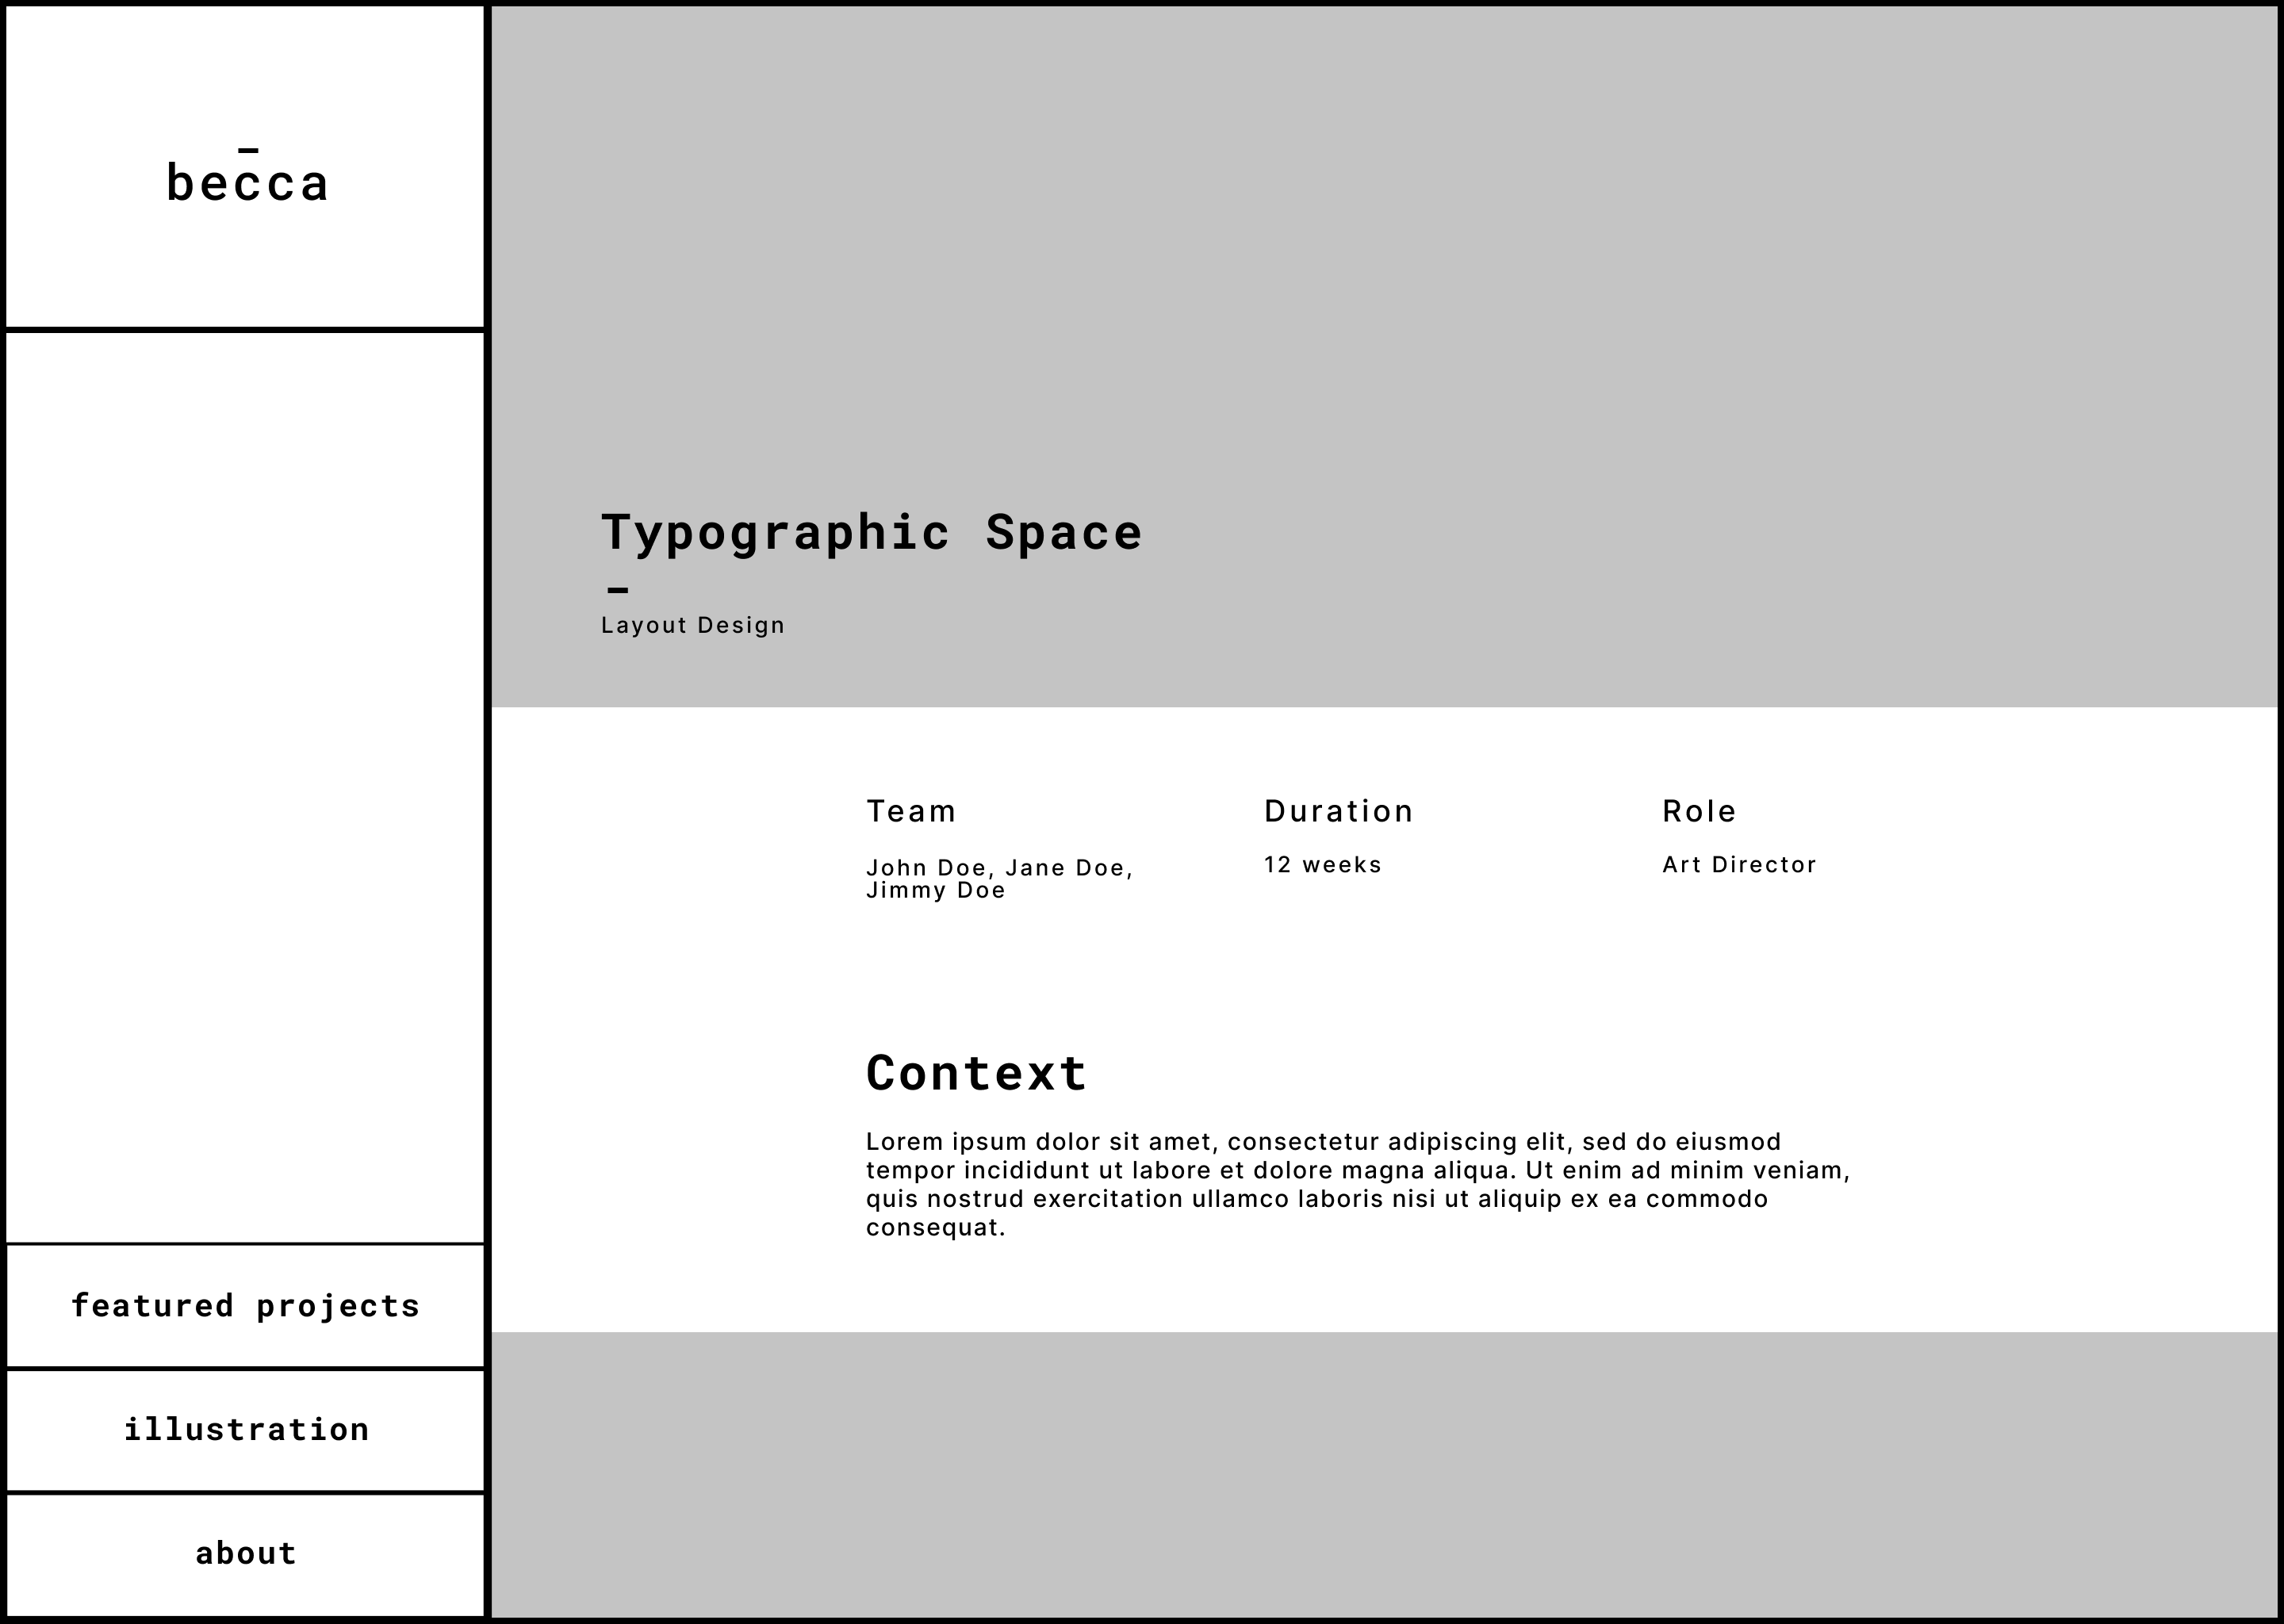 becca
Typographic Space
–
Layout Design
Team
John Doe, Jane Doe,
Jimmy Doe
Duration
12 weeks
Role
Art Director
Context
Lorem ipsum dolor sit amet, consectetur adipiscing elit, sed do eiusmod
tempor incididunt ut labore et dolore magna aliqua. Ut enim ad minim veniam,
quis nostrud exercitation ullamco laboris nisi ut aliquip ex ea commodo
consequat.
featured projects
illustration
about